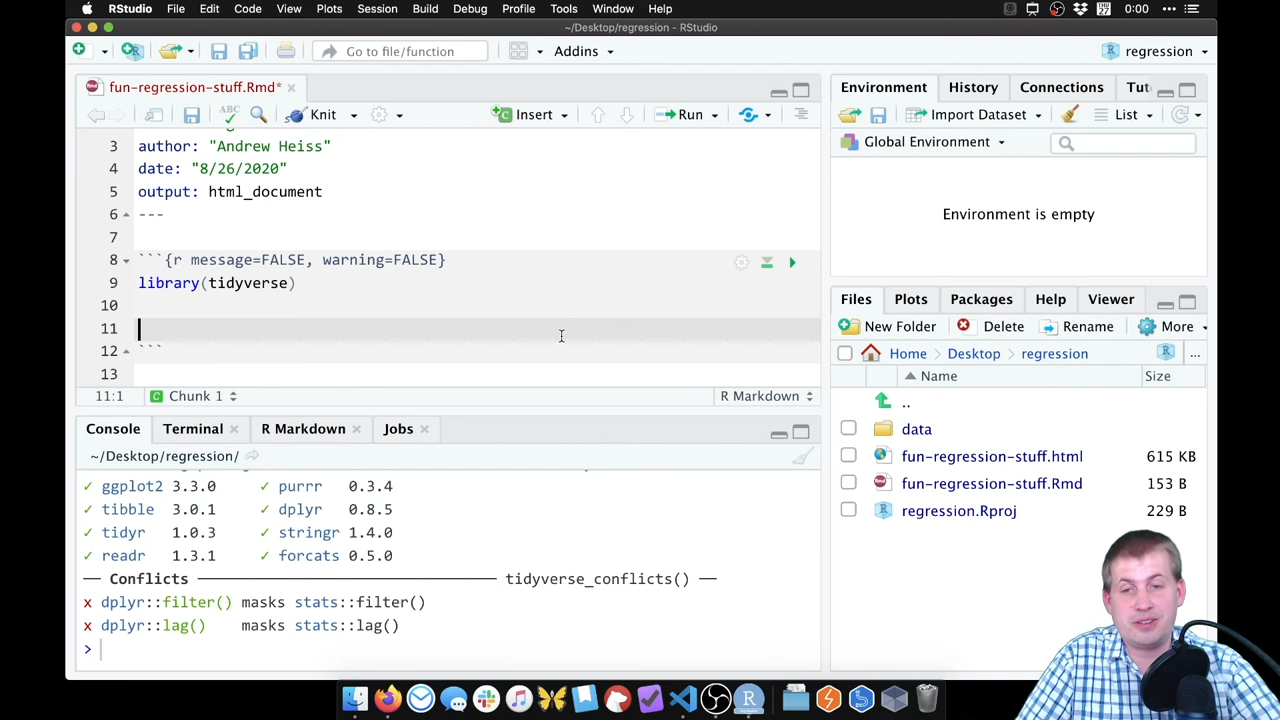 RStudio File Edit Code View Plots Session Build Debug Profile Tools Window Help THU 27 0:00
~/Desktop/regression - RStudio
Go to file/function Addins regression
fun-regression-stuff.Rmd* Environment History Connections Tut
ABC Knit Insert Run Import Dataset List
Global Environment
3 author: "Andrew Heiss"
4 date: "8/26/2020"
5 output: html_document
6 ---
7
8 ```{r message=FALSE, warning=FALSE}
9 library(tidyverse)
10
11
12 ```
13
11:1 Chunk 1 R Markdown
Environment is empty
Files Plots Packages Help Viewer
New Folder Delete Rename More
Home Desktop regression ...
Name Size
..
data
fun-regression-stuff.html 615 KB
fun-regression-stuff.Rmd 153 B
regression.Rproj 229 B
Console Terminal R Markdown Jobs
~/Desktop/regression/
✓ ggplot2 3.3.0 ✓ purrr 0.3.4
✓ tibble 3.0.1 ✓ dplyr 0.8.5
✓ tidyr 1.0.3 ✓ stringr 1.4.0
✓ readr 1.3.1 ✓ forcats 0.5.0
── Conflicts ──────────────── tidyverse_conflicts() ──
x dplyr::filter() masks stats::filter()
x dplyr::lag() masks stats::lag()
>